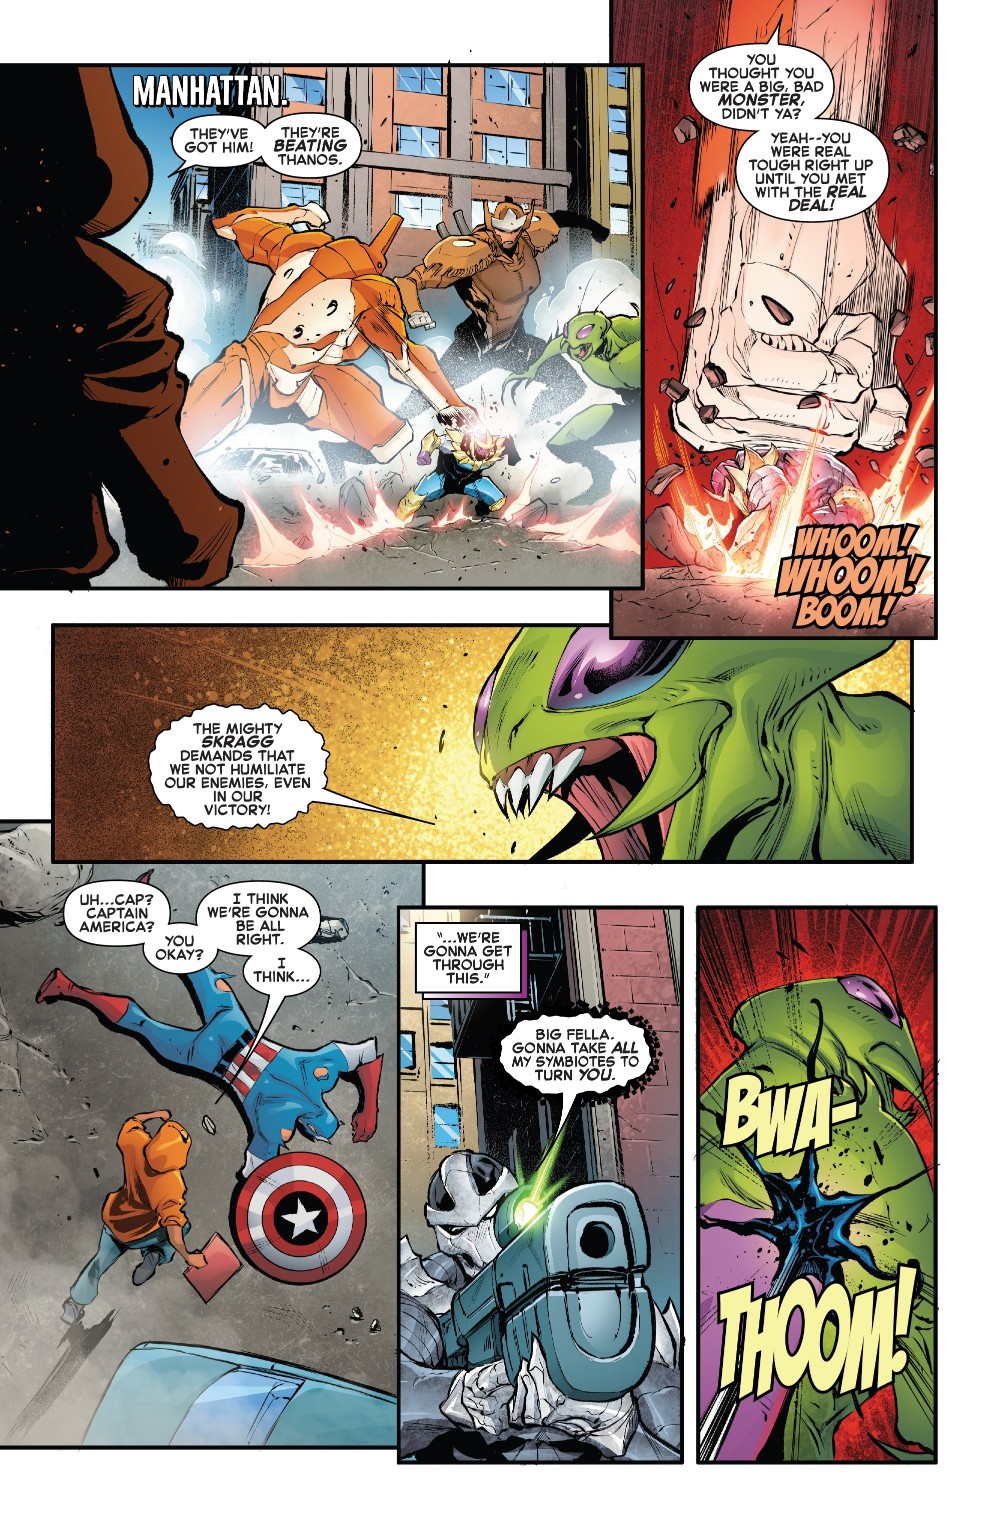 MANHATTAN.
THEY'VE
GOT HIM!
THEY'RE
BEATING
THANOS.
YOU
THOUGHT YOU
WERE A BIG, BAD
MONSTER,
DIDN'T YA?
YEAH--YOU
WERE REAL
TOUGH RIGHT UP
UNTIL YOU MET
WITH THE REAL
DEAL!
WHOOM!
WHOOM!
BOOM!
THE MIGHTY
SKRAGG
DEMANDS THAT
WE NOT HUMILIATE
OUR ENEMIES, EVEN
IN OUR
VICTORY!
UH...CAP?
CAPTAIN
AMERICA?
YOU
OKAY?
I THINK
WE'RE GONNA
BE ALL
RIGHT.
I
THINK...
"...WE'RE
GONNA GET
THROUGH
THIS."
BIG FELLA.
GONNA TAKE ALL
MY SYMBIOTES TO
TURN YOU.
BWA-
THOOM!